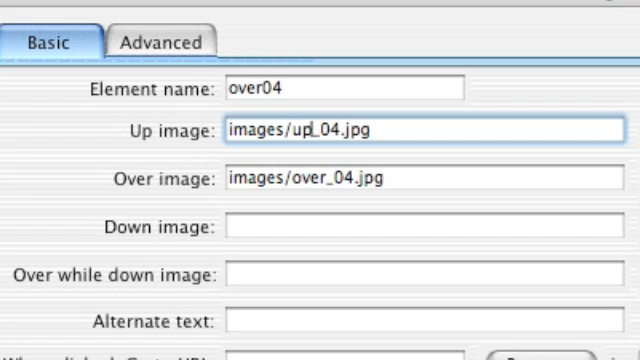 Basic Advanced
Element name: over04
Up image: images/up_04.jpg
Over image: images/over_04.jpg
Down image:
Over while down image:
Alternate text: